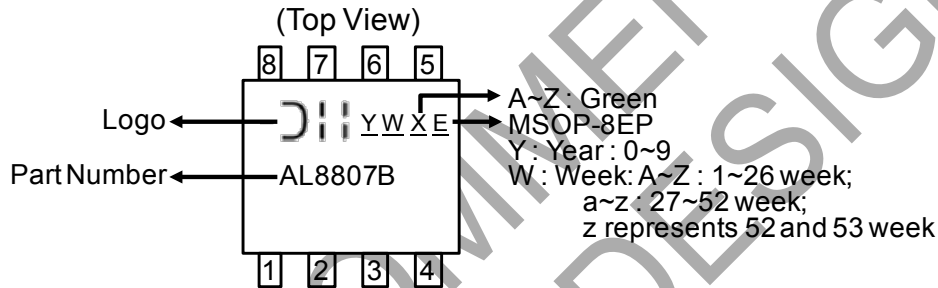 (Top View)
8 7 6 5
Logo
YWXE
A~Z : Green
MSOP-8EP
Y : Year : 0~9
W : Week: A~Z : 1~26 week;
a~z : 27~52 week;
z represents 52 and 53 week
Part Number
AL8807B
1 2 3 4